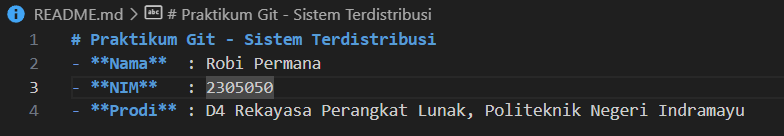 README.md > # Praktikum Git - Sistem Terdistribusi
1 # Praktikum Git - Sistem Terdistribusi
2 - **Nama**  : Robi Permana
3 - **NIM**   : 2305050
4 - **Prodi** : D4 Rekayasa Perangkat Lunak, Politeknik Negeri Indramayu